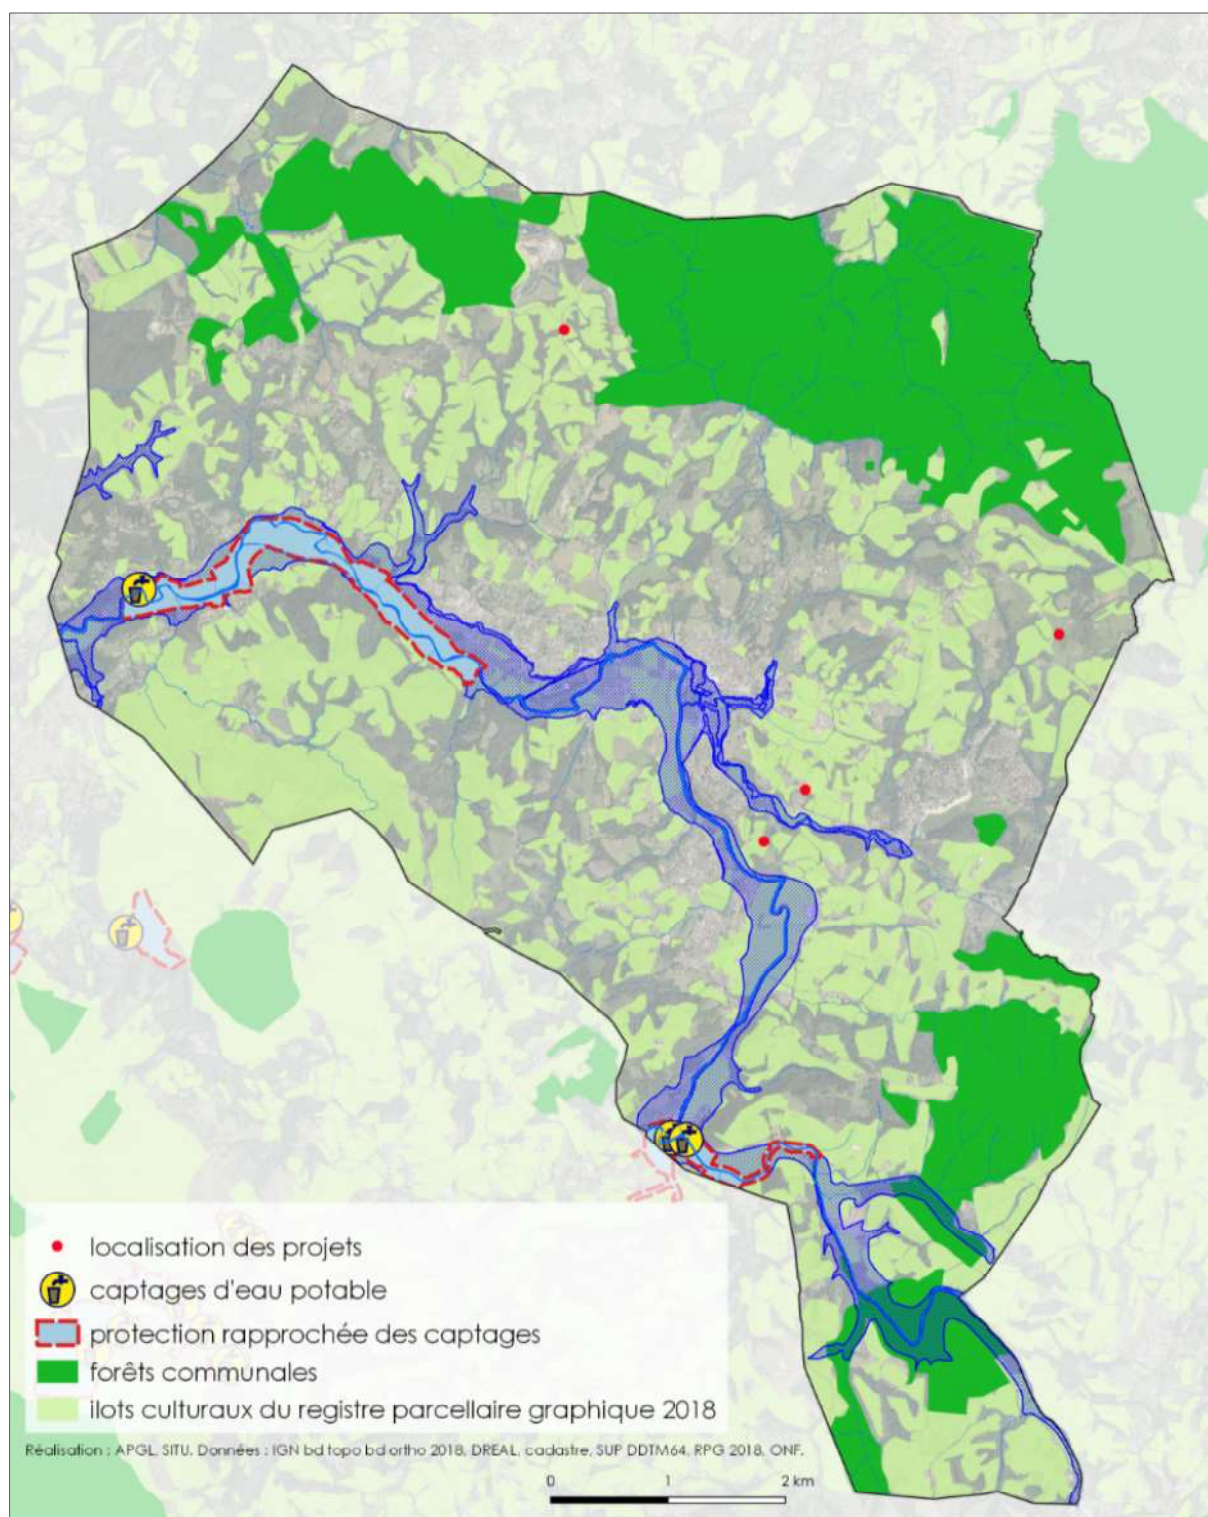 localisation des projets
captages d'eau potable
protection rapprochée des captages
forêts communales
ilots culturaux du registre parcellaire graphique 2018
Réalisation : APGL, SITU. Données : IGN bd topo bd ortho 2018, DREAL, cadastre, SUP DDTM64, RPG 2018, ONF.
0 1 2 km